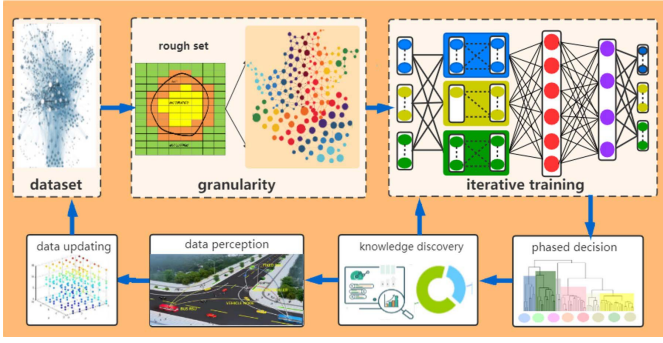 rough set
dataset
granularity
iterative training
data updating
data perception
knowledge discovery
phased decision